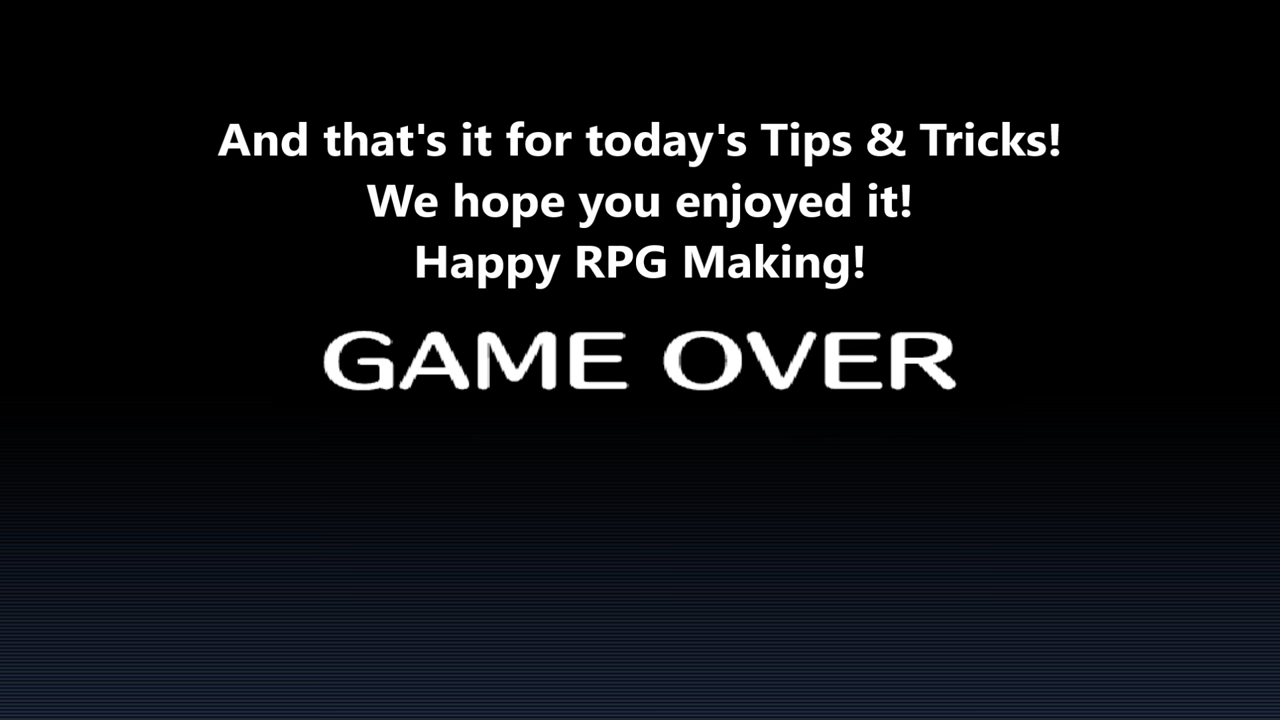 And that's it for today's Tips & Tricks!
We hope you enjoyed it!
Happy RPG Making!
GAME OVER